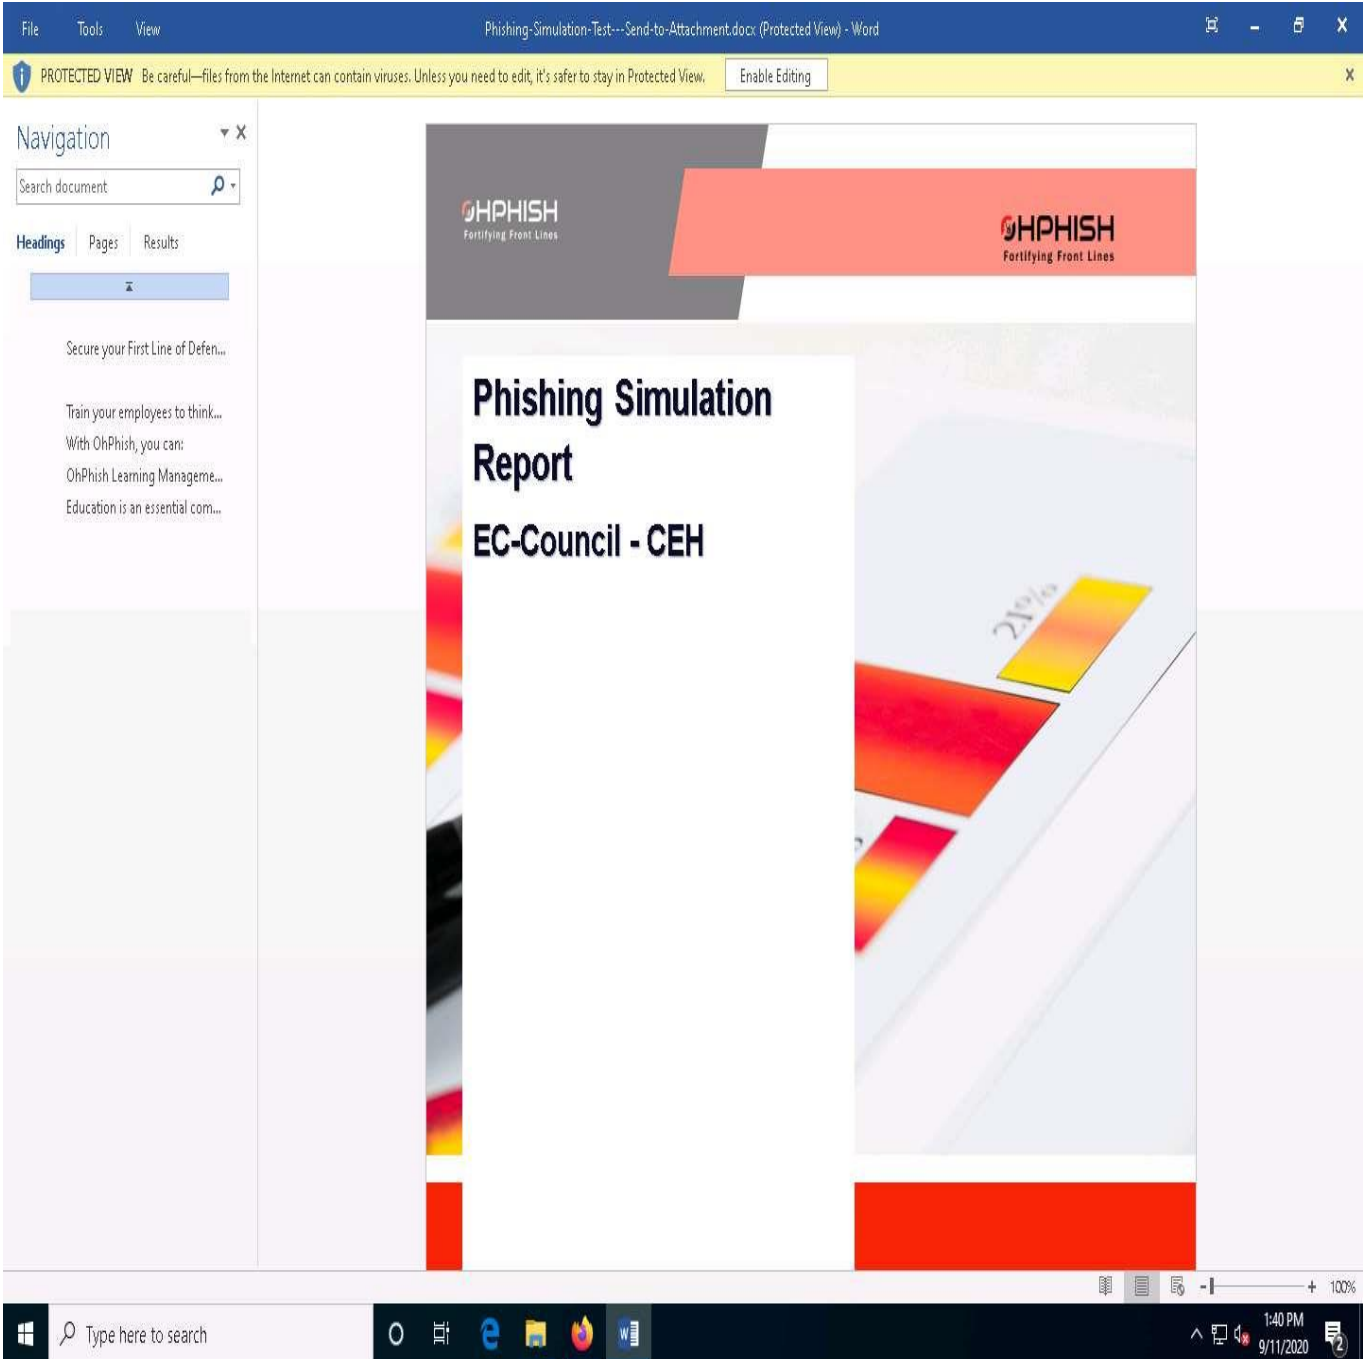 File Tools View Phishing-Simulation-Test---Send-to-Attachment.docx (Protected View) - Word
PROTECTED VIEW Be careful—files from the Internet can contain viruses. Unless you need to edit, it's safer to stay in Protected View. Enable Editing
Navigation
Search document
Headings Pages Results
Secure your First Line of Defen...
Train your employees to think...
With OhPhish, you can:
OhPhish Learning Manageme...
Education is an essential com...
OHPHISH
Fortifying Front Lines
OHPHISH
Fortifying Front Lines
Phishing Simulation
Report
EC-Council - CEH
21%
100%
Type here to search
1:40 PM
9/11/2020
2